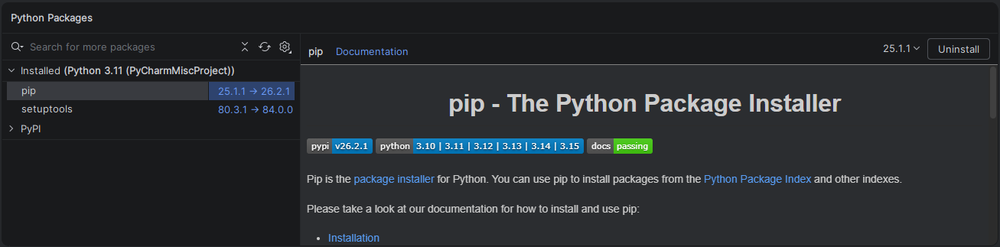 Python Packages
Search for more packages
Installed (Python 3.11 (PyCharmMiscProject))
pip 25.1.1 → 26.2.1
setuptools 80.3.1 → 84.0.0
PyPI
pip Documentation 25.1.1 Uninstall
pip - The Python Package Installer
pypi v26.2.1 python 3.10 | 3.11 | 3.12 | 3.13 | 3.14 | 3.15 docs passing
Pip is the package installer for Python. You can use pip to install packages from the Python Package Index and other indexes.
Please take a look at our documentation for how to install and use pip:
• Installation